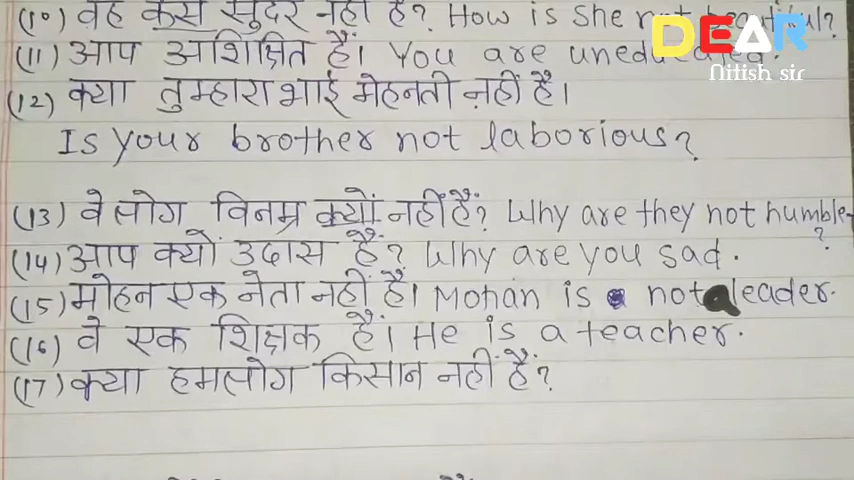 (10) वह कैसे सुंदर नहीं है? How is she not beautiful?
DEAR
Nitish sir
(11) आप अशिक्षित हैं। You are uneducated.
(12) क्या तुम्हारा भाई मेहनती नहीं है।
Is your brother not laborious?
(13) वे लोग विनम्र क्यों नहीं हैं? Why are they not humble-
?
(14) आप क्यों उदास हैं? Why are you sad.
(15) मोहन एक नेता नहीं है। Mohan is a not a leader.
(16) वे एक शिक्षक हैं। He is a teacher.
(17) क्या हमलोग किसान नहीं हैं?